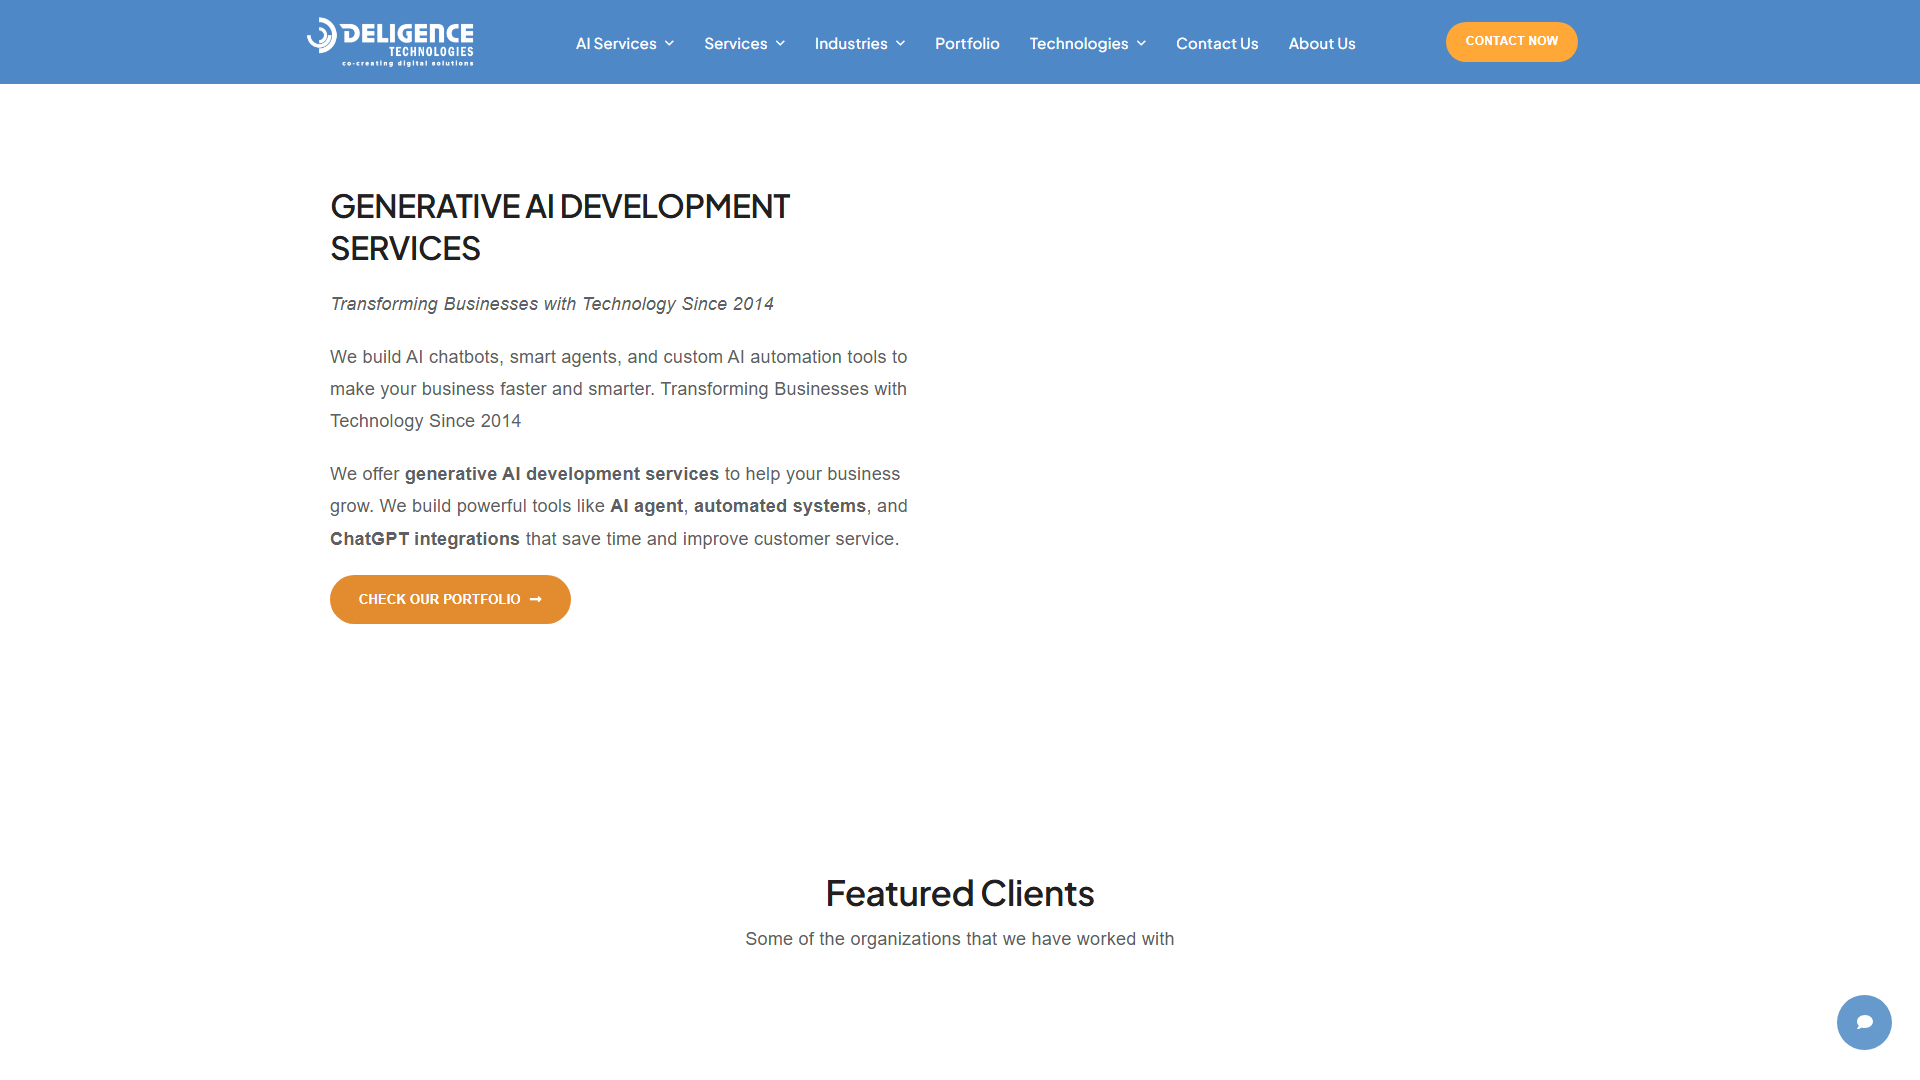 DELIGENCE
TECHNOLOGIES
co-creating digital solutions
AI Services
Services
Industries
Portfolio
Technologies
Contact Us
About Us
CONTACT NOW
GENERATIVE AI DEVELOPMENT
SERVICES
Transforming Businesses with Technology Since 2014
We build AI chatbots, smart agents, and custom AI automation tools to
make your business faster and smarter. Transforming Businesses with
Technology Since 2014
We offer generative AI development services to help your business
grow. We build powerful tools like AI agent, automated systems, and
ChatGPT integrations that save time and improve customer service.
CHECK OUR PORTFOLIO
Featured Clients
Some of the organizations that we have worked with